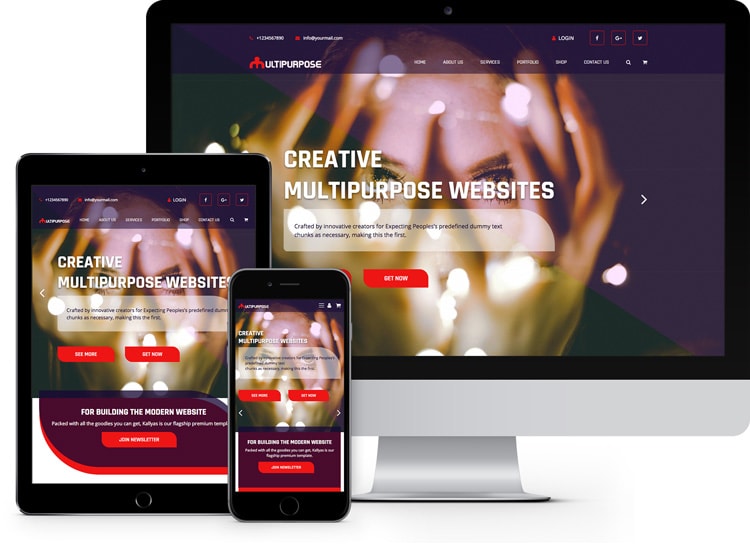 +1234567890 info@yourmail.com LOGIN
MULTIPURPOSE HOME ABOUT US SERVICES PORTFOLIO SHOP CONTACT US
CREATIVE
MULTIPURPOSE WEBSITES
Crafted by innovative creators for Expecting Peoples's predefined dummy text
chunks as necessary, making this the first.
GET NOW
+1234567890 info@yourmail.com LOGIN
MULTIPURPOSE HOME ABOUT US SERVICES PORTFOLIO SHOP CONTACT US
CREATIVE
MULTIPURPOSE WEBSITES
Crafted by innovative creators for Expecting Peoples's predefined dumm
chunks as necessary, making this the first.
SEE MORE GET NOW
FOR BUILDING THE MODERN WEBSITE
Packed with all the goodies you can get, Kallyas is our flagship premium templat
JOIN NEWSLETTER
MULTIPURPOSE
CREATIVE
MULTIPURPOSE WEBSITES
Crafted by innovative creators for Expecting Peoples's
predefined dummy text
chunks as necessary, making this the first.
SEE MORE GET NOW
FOR BUILDING THE MODERN WEBSITE
Packed with all the goodies you can get, Kallyas is our
flagship premium template.
JOIN NEWSLETTER